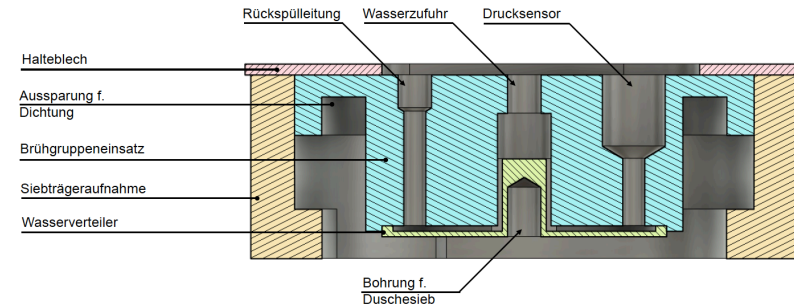 Rückspülleitung
Wasserzufuhr
Drucksensor
Halteblech
Aussparung f.
Dichtung
Brühgruppeneinsatz
Siebträgeraufnahme
Wasserverteiler
Bohrung f.
Duschesieb